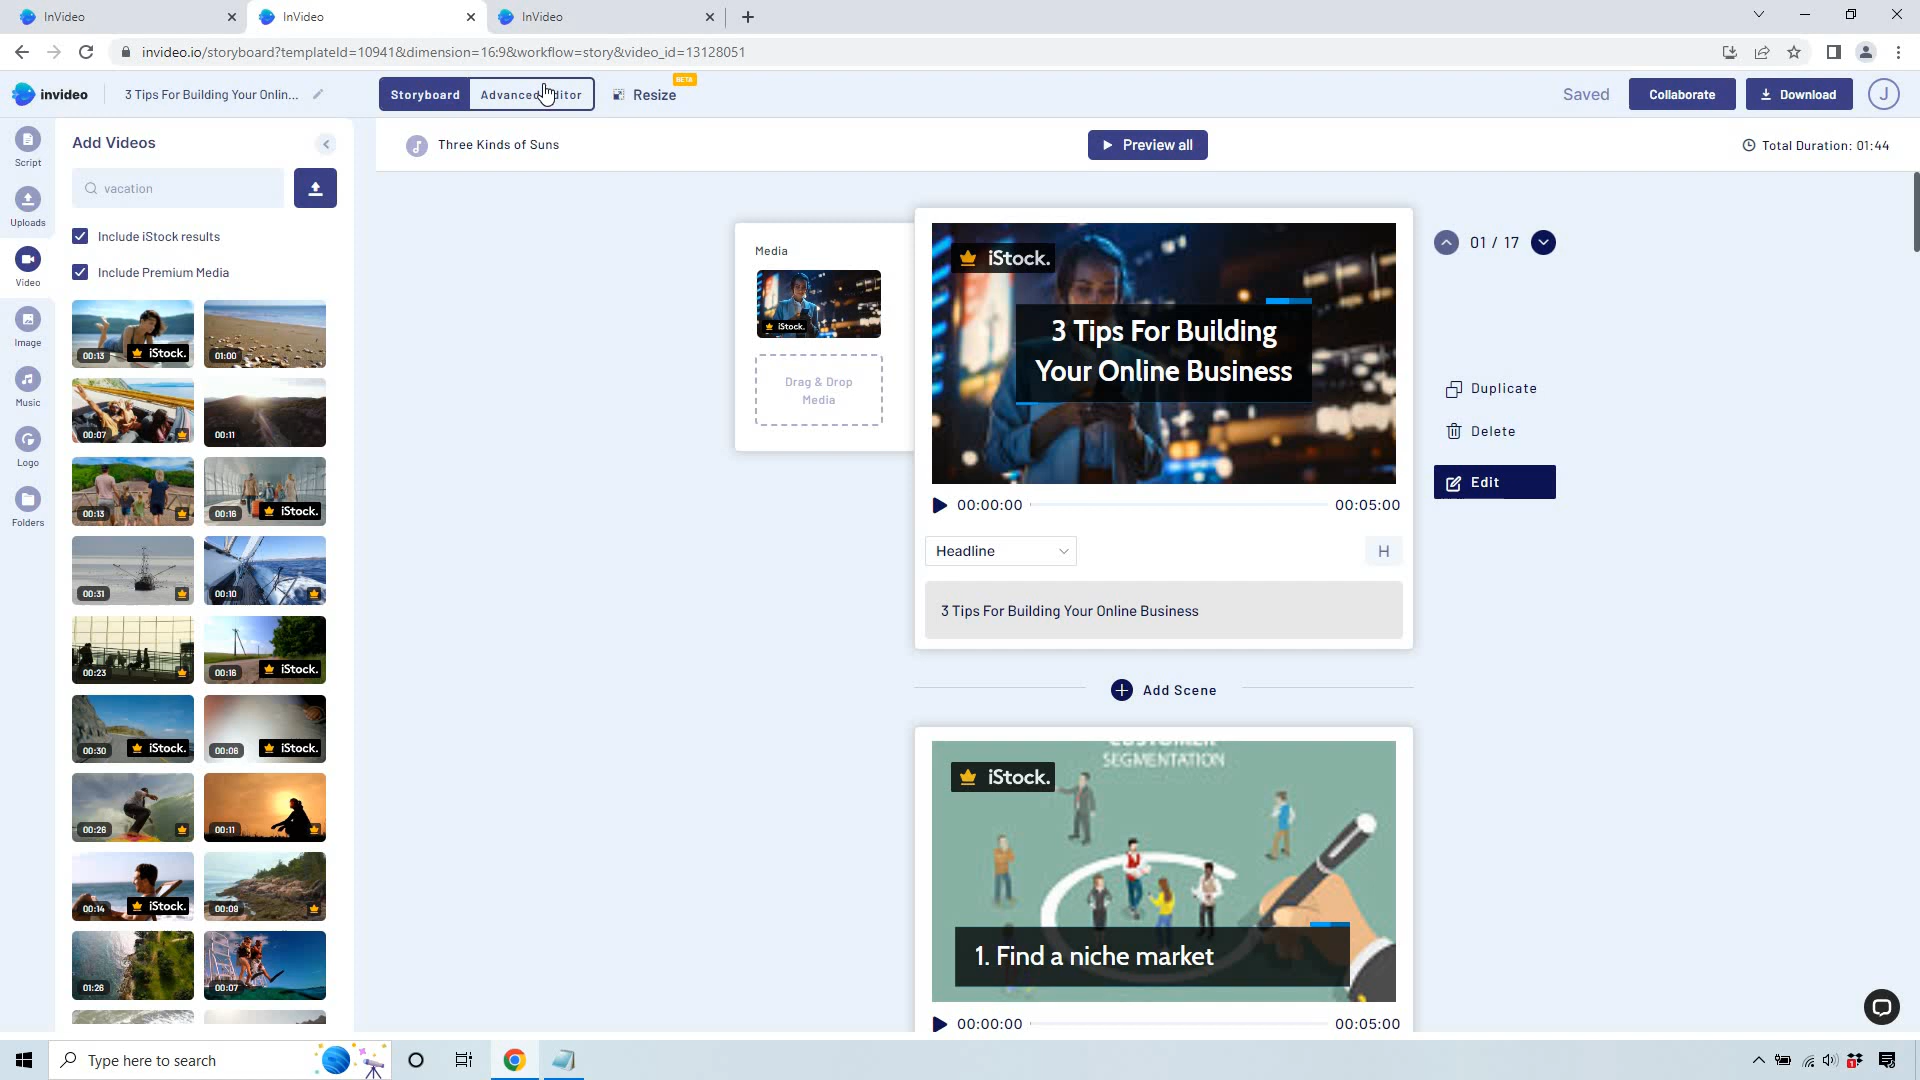 InVideo
InVideo
InVideo
invideo.io/storyboard?templateId=10941&dimension=16:9&workflow=story&video_id=13128051
invideo
3 Tips For Building Your Onlin...
Storyboard
Advanced Editor
Resize
BETA
Saved
Collaborate
Download
J
Script
Uploads
Video
Image
Music
Logo
Folders
Add Videos
vacation
Include iStock results
Include Premium Media
00:13
iStock.
01:00
00:07
00:11
00:13
00:16
iStock.
00:31
00:10
00:23
00:16
iStock.
00:30
iStock.
00:06
iStock.
00:26
00:11
00:14
iStock.
00:09
01:26
00:07
Three Kinds of Suns
Preview all
Total Duration: 01:44
Media
iStock.
Drag & Drop
Media
iStock.
3 Tips For Building
Your Online Business
00:00:00
00:05:00
Headline
H
3 Tips For Building Your Online Business
01 / 17
Duplicate
Delete
Edit
Add Scene
CUSTOMER
SEGMENTATION
iStock.
1. Find a niche market
00:00:00
00:05:00
Type here to search
1